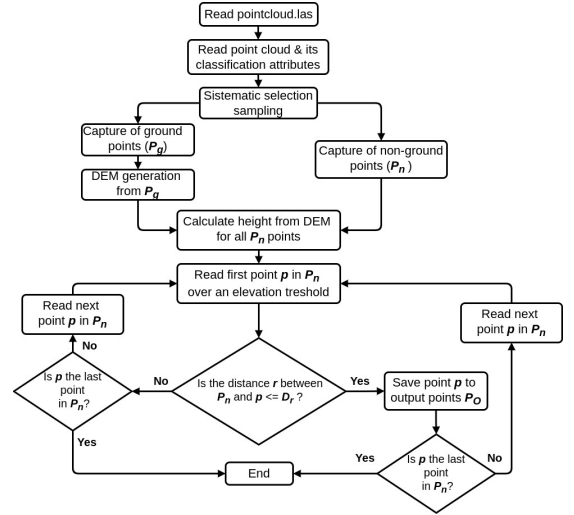 Read pointcloud.las
Read point cloud & its
classification attributes
Systematic selection
sampling
Capture of ground
points (Pg)
Capture of non-ground
points (Pn )
DEM generation
from Pg
Calculate height from DEM
for all Pn points
Read first point p in Pn
over an elevation treshold
Read next
point p in Pn
Read next
point p in Pn
No
Is p the last
point
in Pn?
No
Is the distance r between
Pn and p <= Dr ?
Yes
Save point p to
output points PO
Yes
End
Yes
Is p the last
point
in Pn?
No